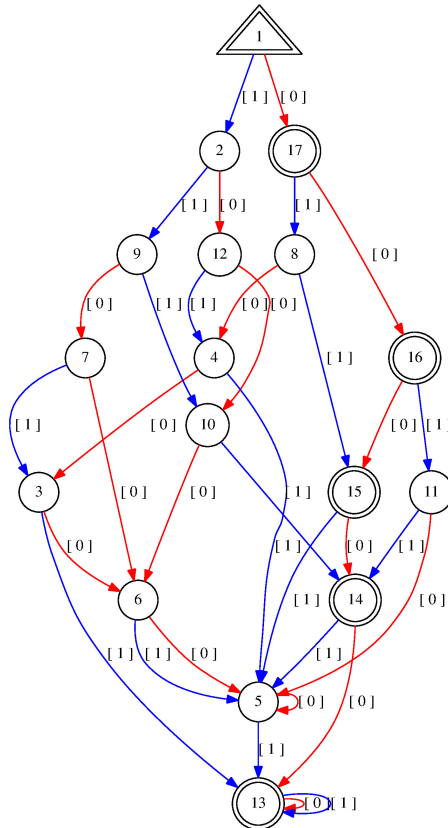 1
[ 1 ] [ 0 ]
2 17
[ 1 ] [ 0 ] [ 1 ] [ 0 ]
9 12 8
[ 0 ] [ 1 ] [ 1 ] [ 0 ] [ 0 ] [ 1 ]
7 4 16
[ 1 ] [ 0 ] [ 0 ] [ 1 ]
10
[ 0 ] [ 0 ] [ 1 ]
3 15 11
[ 0 ] [ 1 ] [ 0 ] [ 1 ]
6 14
[ 1 ] [ 0 ]
[ 1 ] [ 1 ] [ 0 ] [ 1 ] [ 0 ]
5 [ 0 ]
[ 1 ]
13 [ 0 ] [ 1 ]